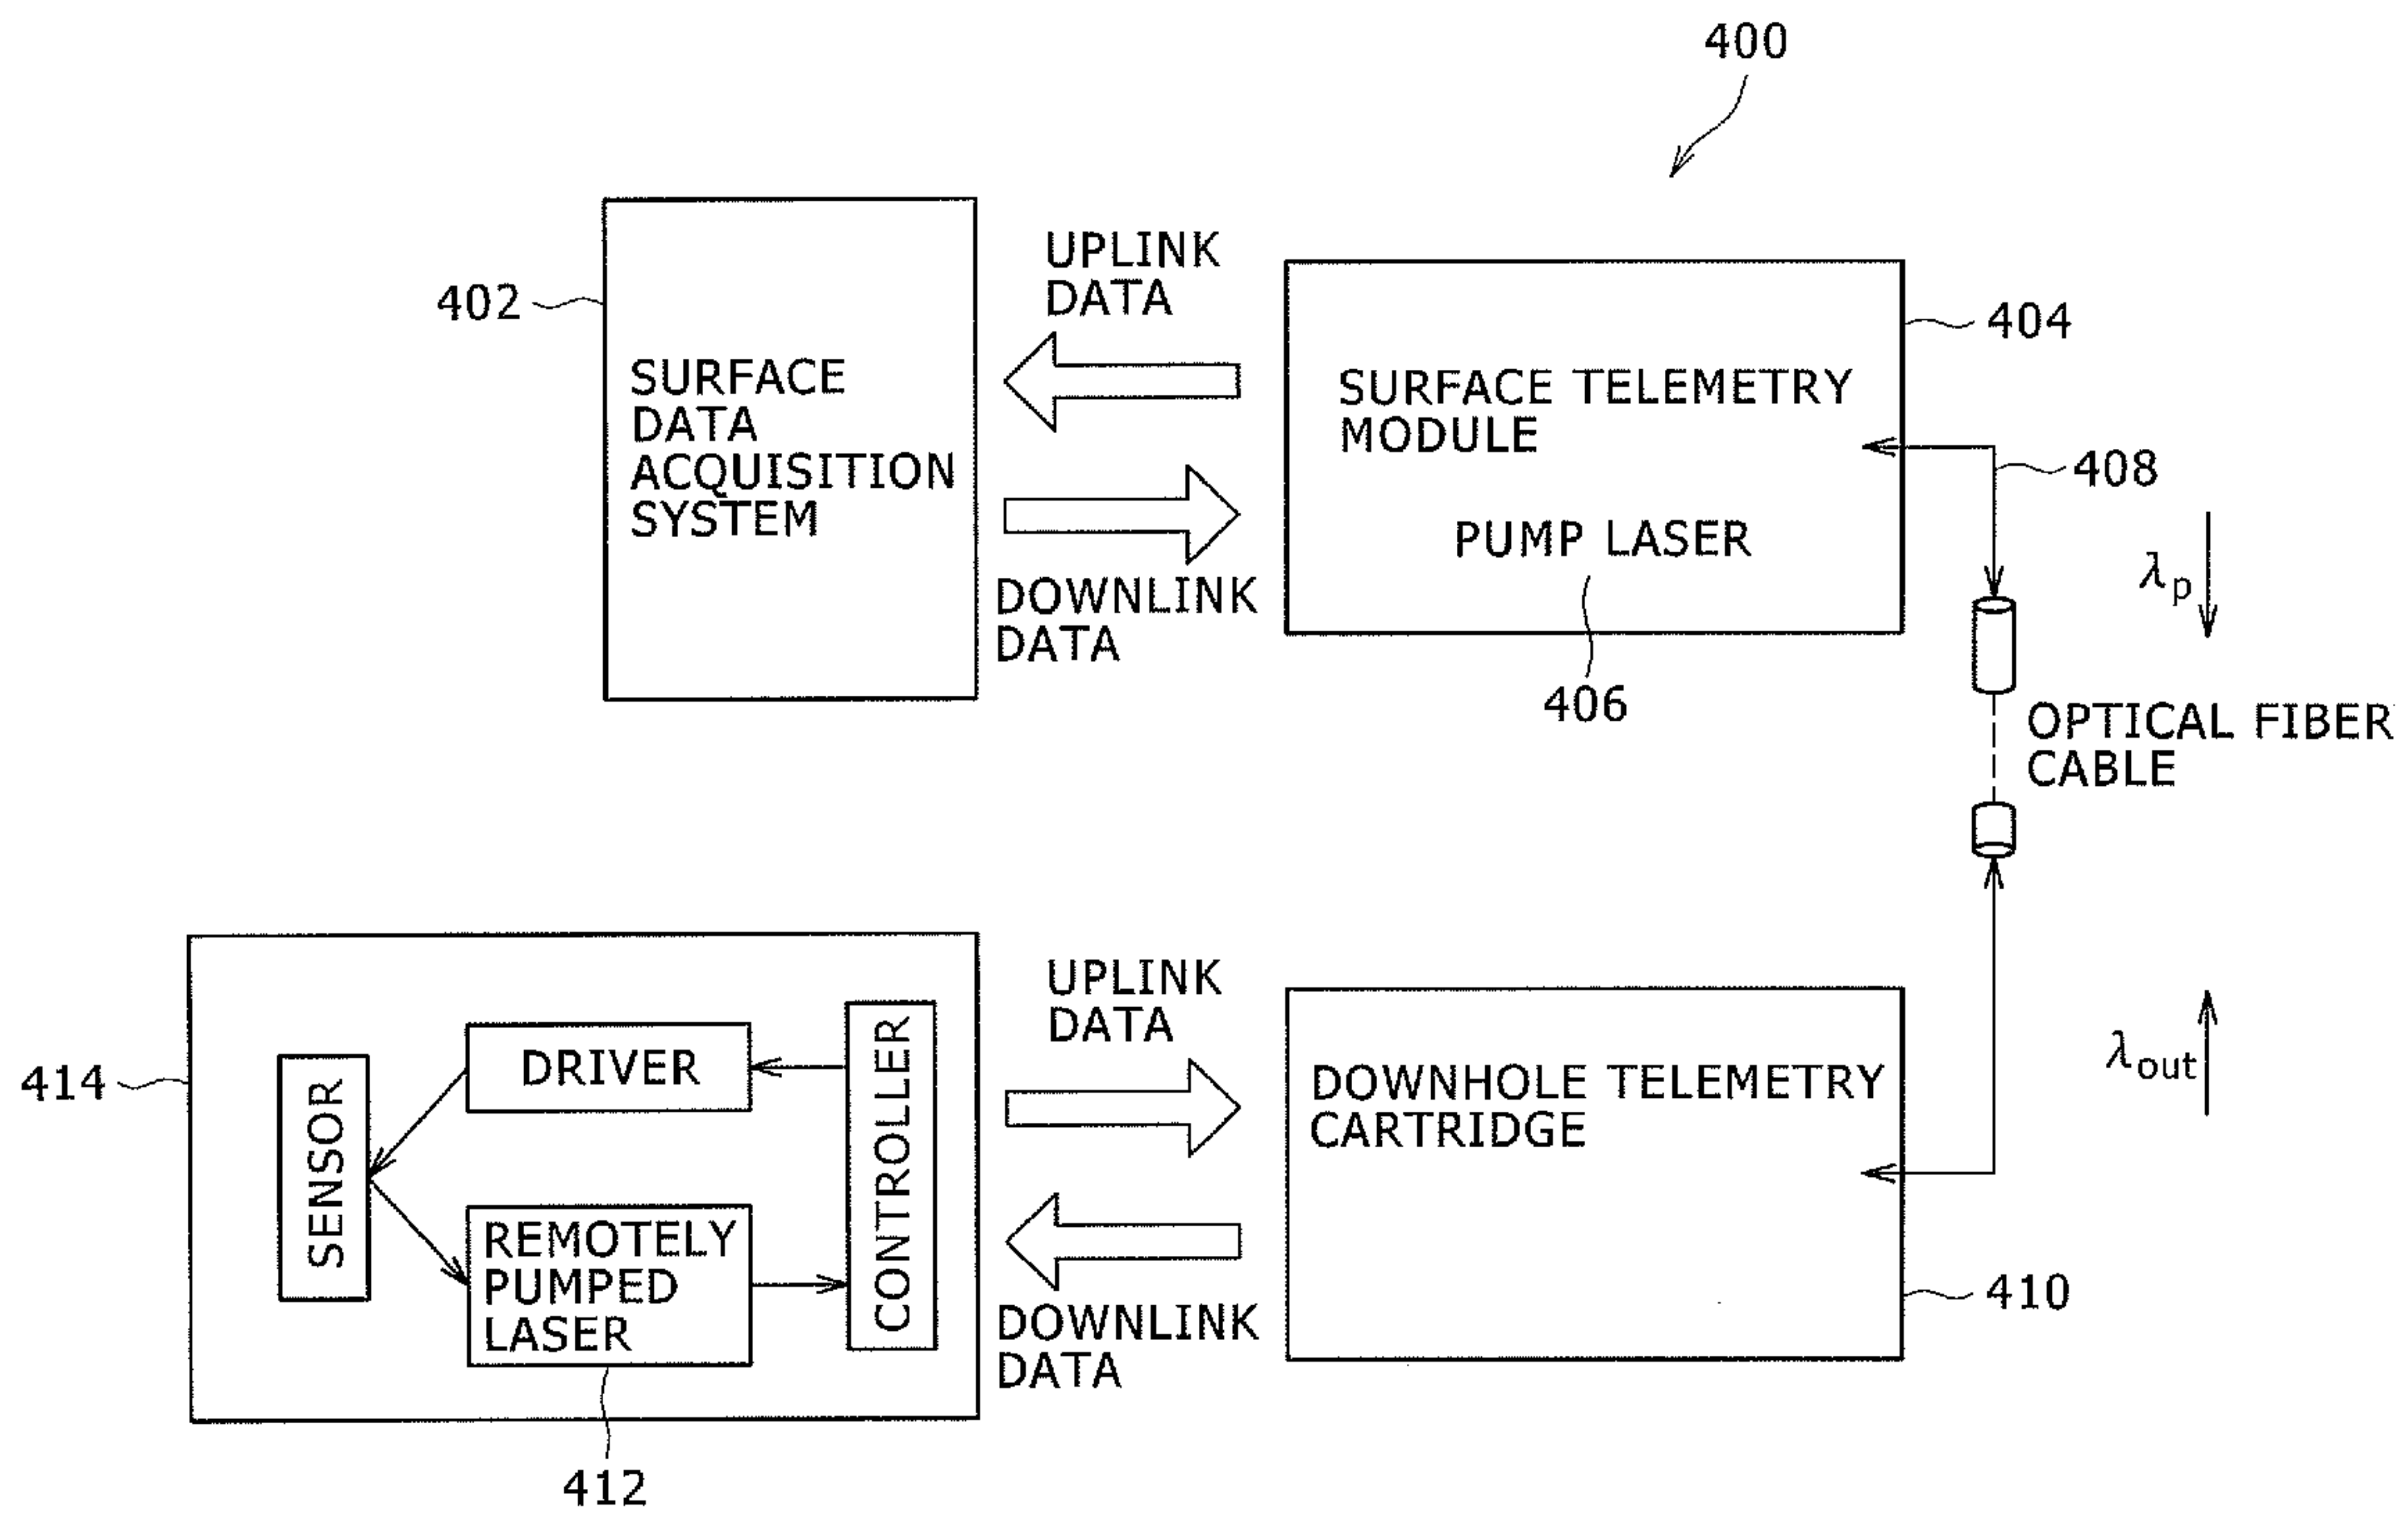 400
UPLINK
DATA
402
404
SURFACE
DATA
ACQUISITION
SYSTEM
SURFACE TELEMETRY
MODULE
408
PUMP LASER
λp
DOWNLINK
DATA
406
OPTICAL FIBER
CABLE
UPLINK
DATA
414
SENSOR
DRIVER
CONTROLLER
DOWNHOLE TELEMETRY
CARTRIDGE
λout
REMOTELY
PUMPED
LASER
410
DOWNLINK
DATA
412